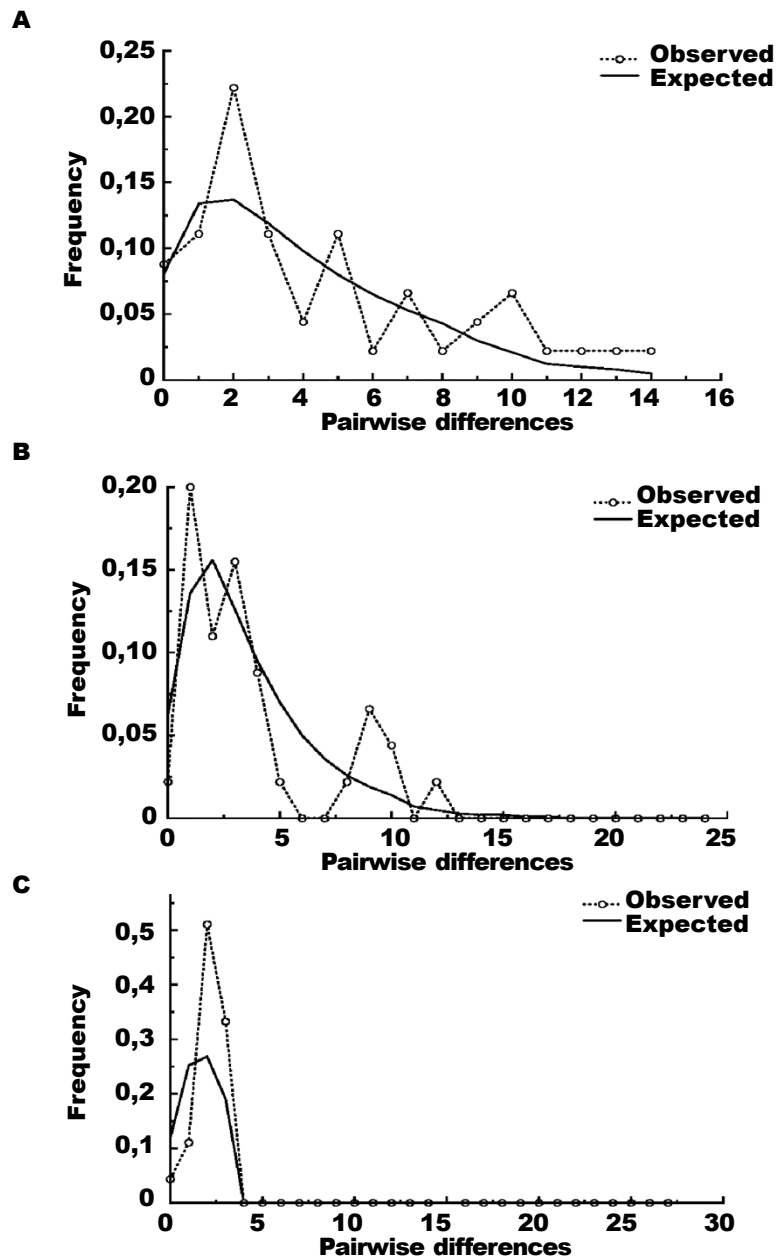 A
0,25
0,20
0,15
0,10
0,05
0
Frequency
Observed
Expected
0 2 4 6 8 10 12 14 16
Pairwise differences
B
0,20
0,15
0,10
0,05
0
Frequency
Observed
Expected
0 5 10 15 20 25
Pairwise differences
C
0,5
0,4
0,3
0,2
0,1
0
Frequency
Observed
Expected
0 5 10 15 20 25 30
Pairwise differences